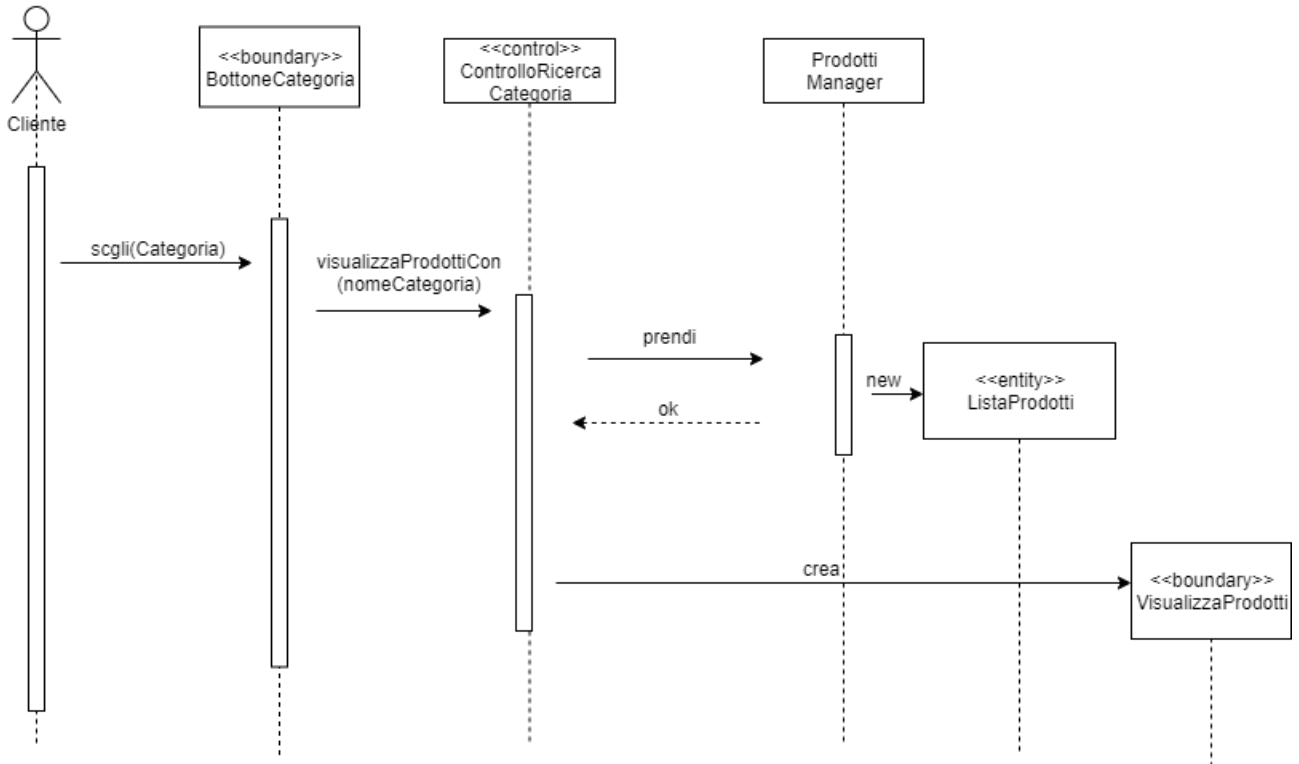 Cliente
<<boundary>>
BottoneCategoria
<<control>>
ControlloRicerca
Categoria
Prodotti
Manager
scgli(Categoria)
visualizzaProdottiCon
(nomeCategoria)
prendi
new
<<entity>>
ListaProdotti
ok
crea
<<boundary>>
VisualizzaProdotti